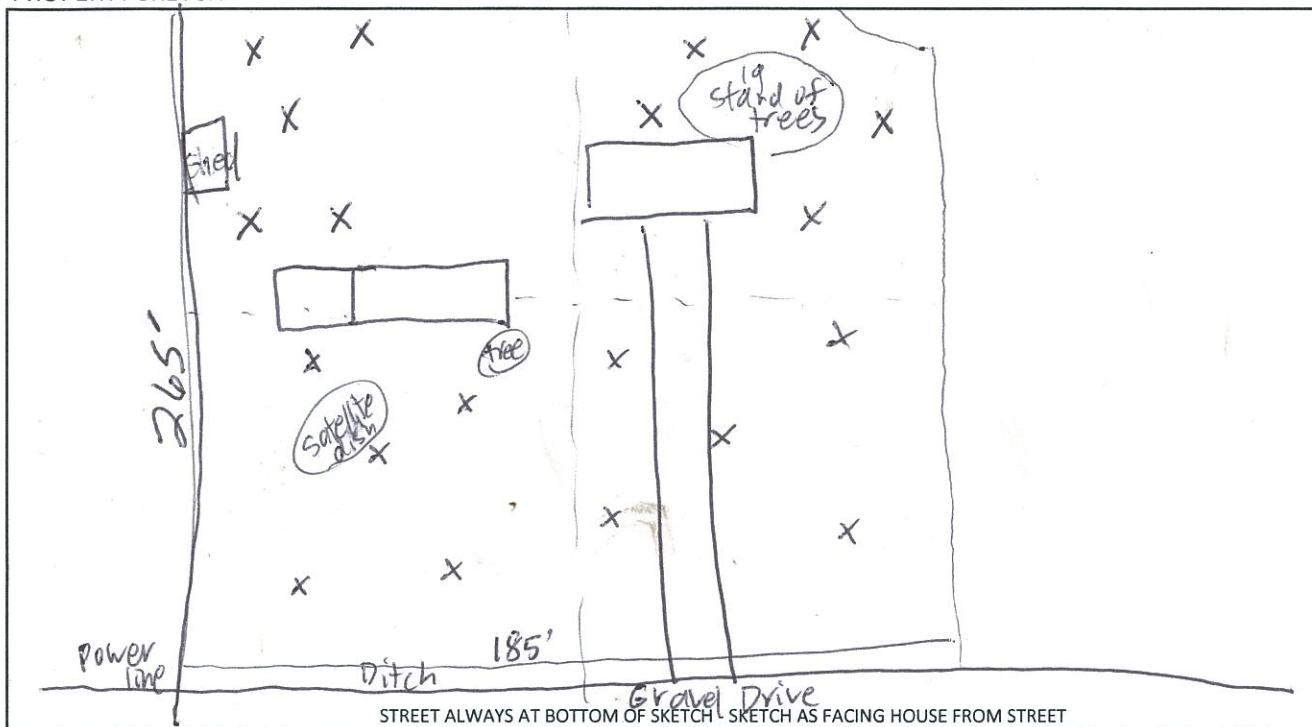 lg
stand of
trees
shed
265'
tree
satellite
dish
185'
power
line
Ditch
Gravel Drive
STREET ALWAYS AT BOTTOM OF SKETCH - SKETCH AS FACING HOUSE FROM STREET